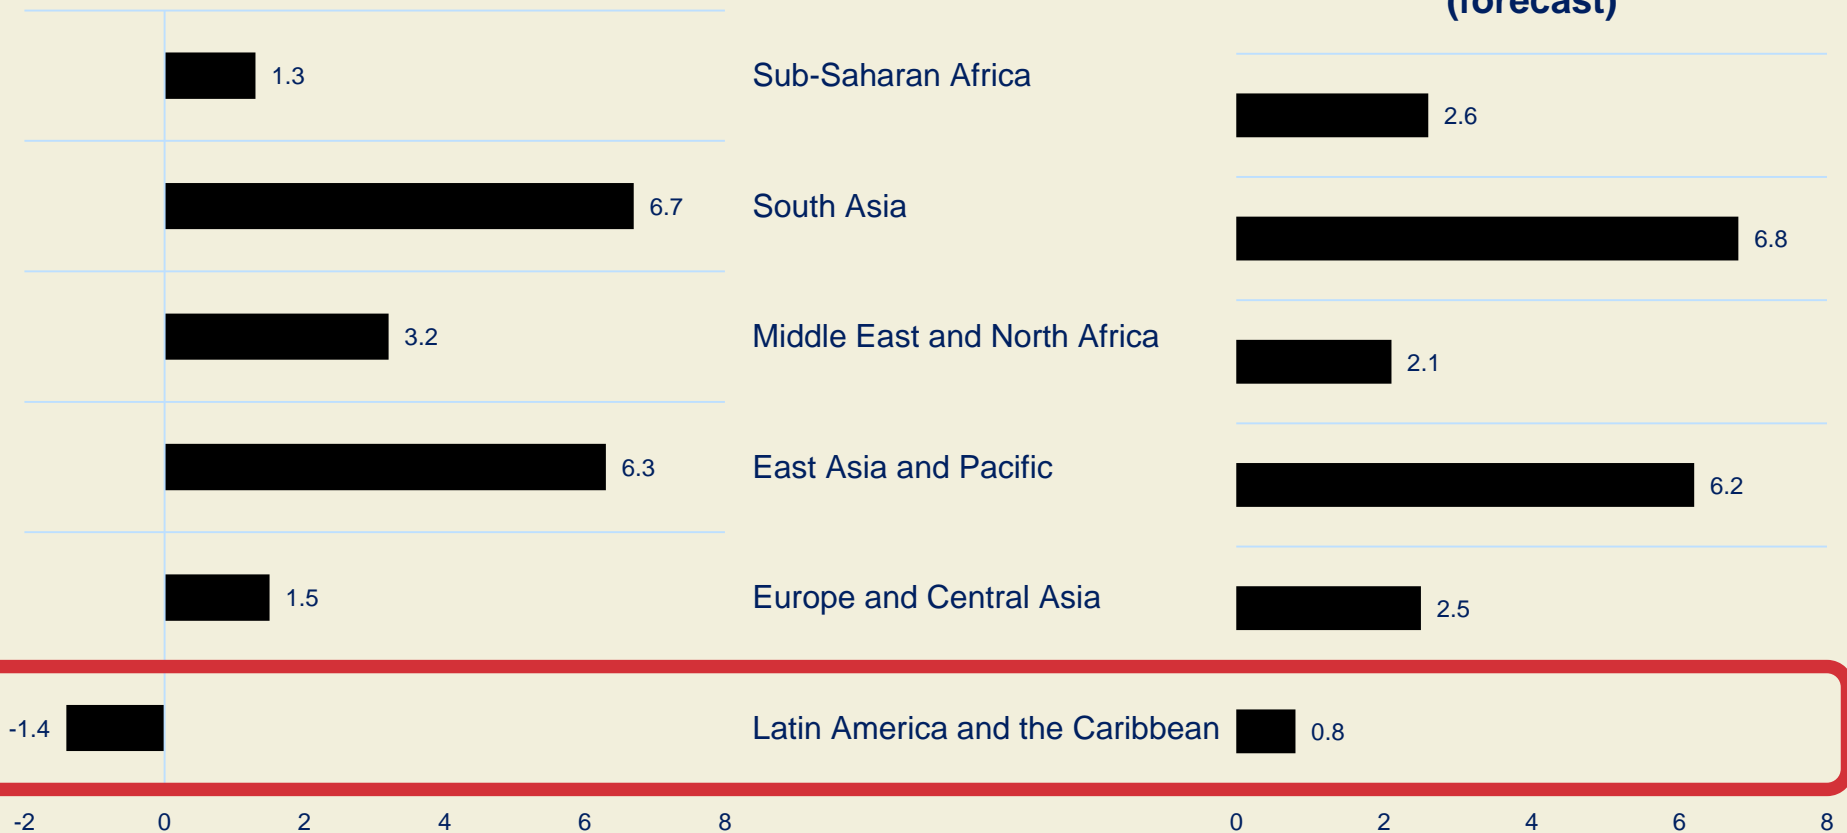 (forecast)
1.3 Sub-Saharan Africa 2.6
6.7 South Asia 6.8
3.2 Middle East and North Africa 2.1
6.3 East Asia and Pacific 6.2
1.5 Europe and Central Asia 2.5
-1.4 Latin America and the Caribbean 0.8
-2 0 2 4 6 8 0 2 4 6 8